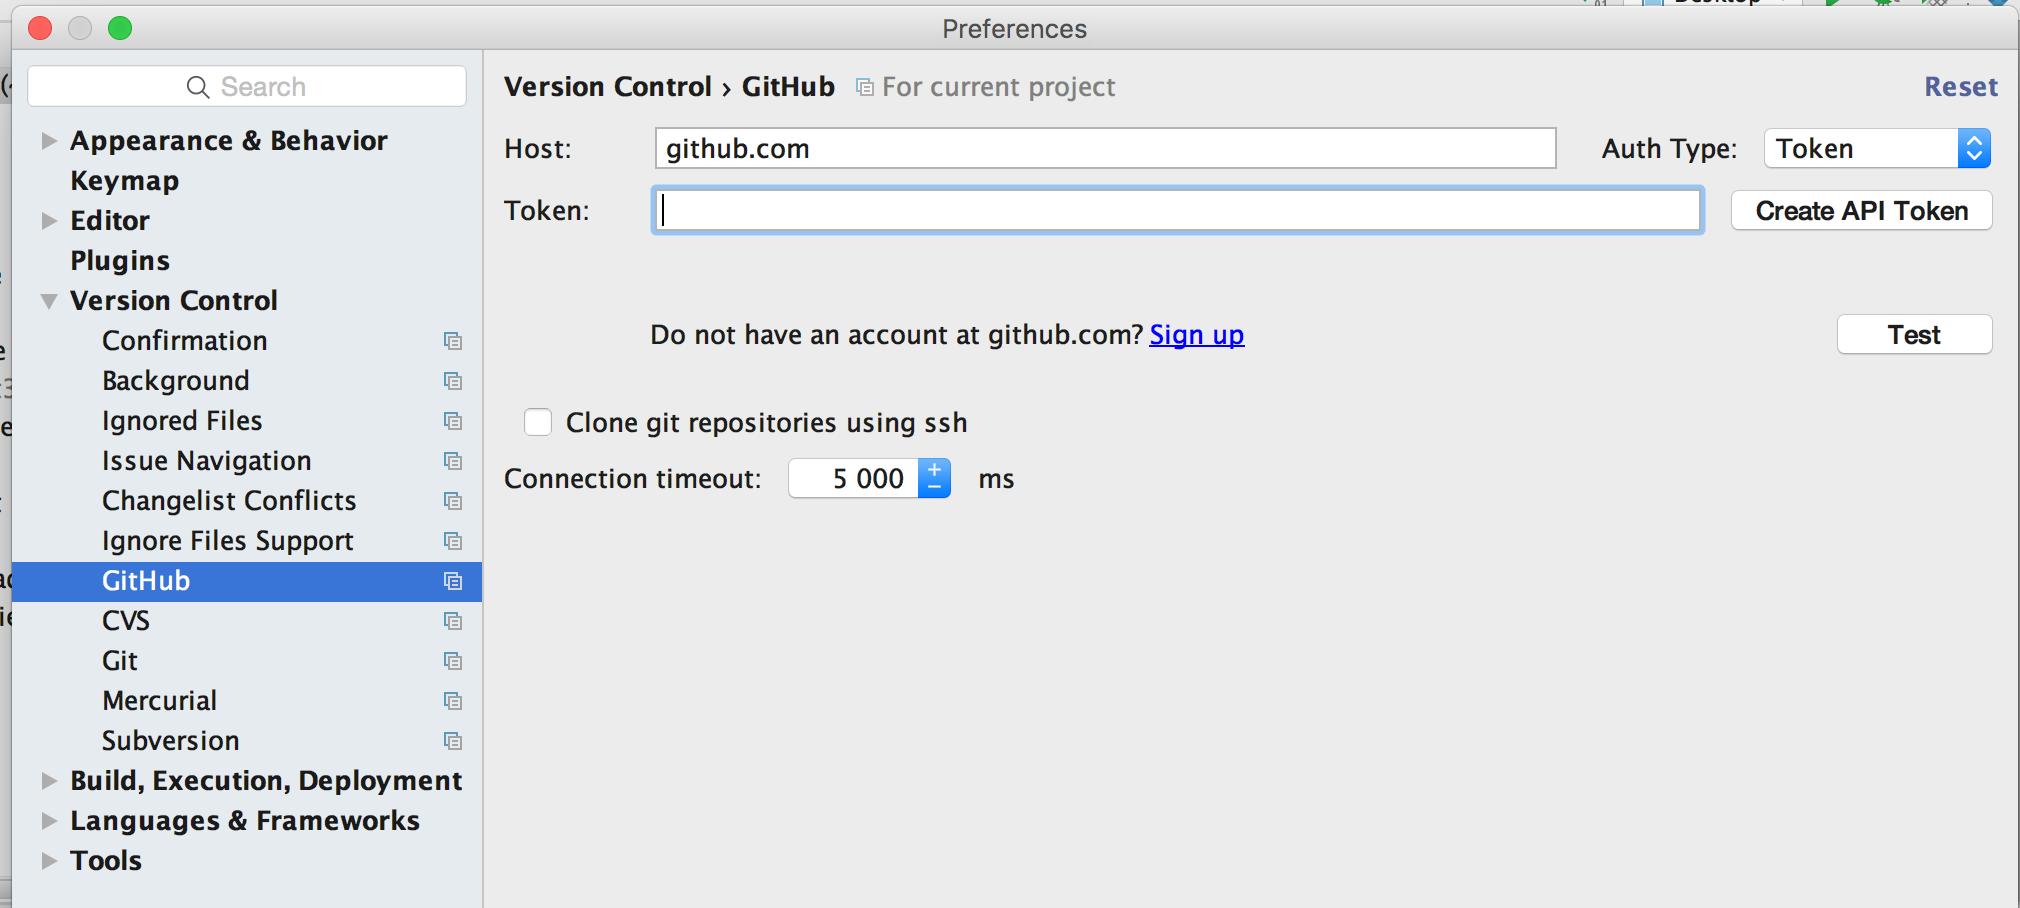 Preferences
Search
Appearance & Behavior
Keymap
Editor
Plugins
Version Control
Confirmation
Background
Ignored Files
Issue Navigation
Changelist Conflicts
Ignore Files Support
GitHub
CVS
Git
Mercurial
Subversion
Build, Execution, Deployment
Languages & Frameworks
Tools
Version Control › GitHub For current project Reset
Host: github.com Auth Type: Token
Token: Create API Token
Do not have an account at github.com? Sign up Test
Clone git repositories using ssh
Connection timeout: 5 000 ms